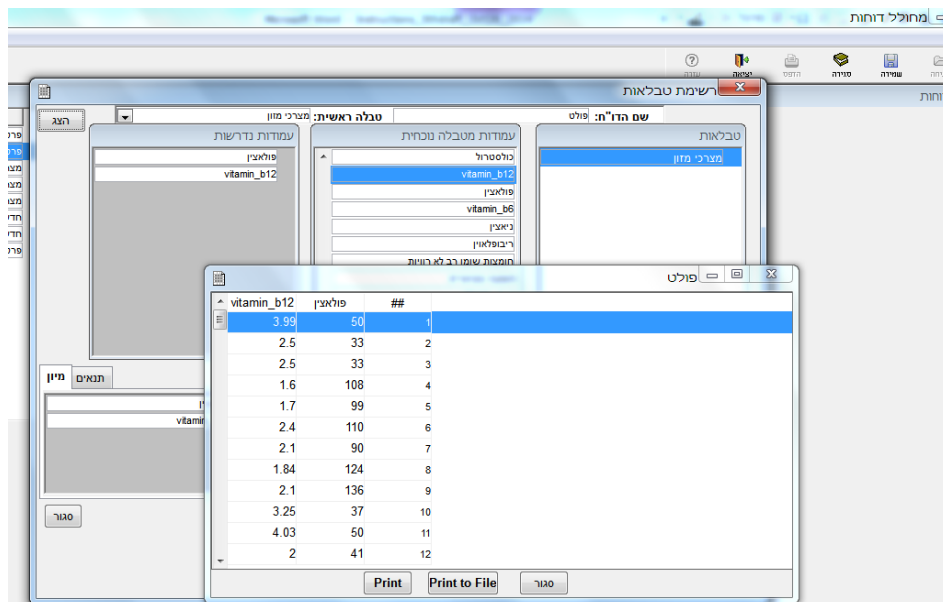 מחולל דוחות
עזרה
יציאה
הדפס
סגירה
שמירה
רשימת טבלאות
שם הדו"ח: פולט
טבלה ראשית: מצרכי מזון
הצג
טבלאות
מצרכי מזון
עמודות מטבלה נוכחית
כולסטרול
vitamin_b12
פולאצין
vitamin_b6
ניאצין
ריבופלאוין
חומצות שומן רב לא רוויות
עמודות נדרשות
פולאצין
vitamin_b12
תנאים
מיון
סגור
פולט
## פולאצין vitamin_b12
1 50 3.99
2 33 2.5
3 33 2.5
4 108 1.6
5 99 1.7
6 110 2.4
7 90 2.1
8 124 1.84
9 136 2.1
10 37 3.25
11 50 4.03
12 41 2
Print
Print to File
סגור